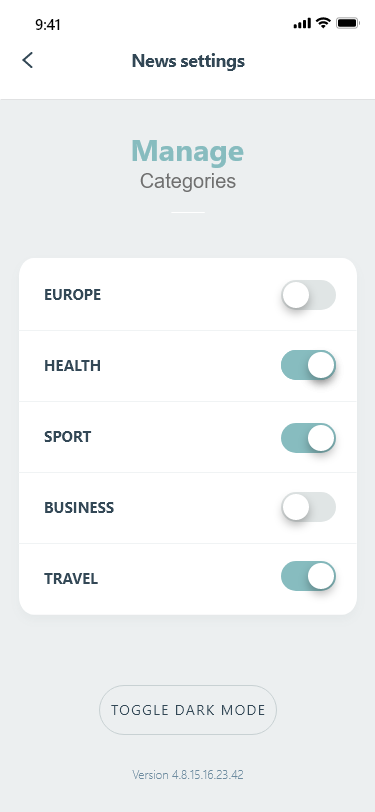 9:41
News settings
Manage
Categories
EUROPE
HEALTH
SPORT
BUSINESS
TRAVEL
TOGGLE DARK MODE
Version 4.8.15.16.23.42